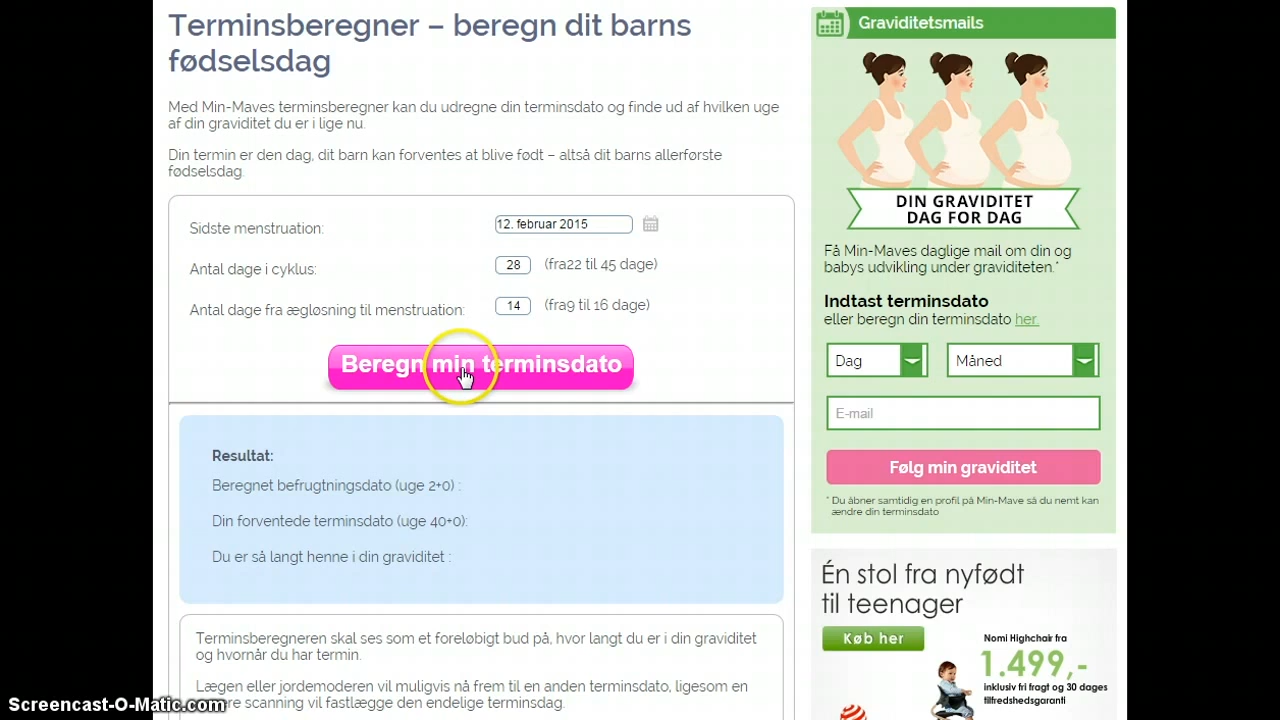 Terminsberegner – beregn dit barns
fødselsdag
Med Min-Maves terminsberegner kan du udregne din terminsdato og finde ud af hvilken uge
af din graviditet du er i lige nu.
Din termin er den dag, dit barn kan forventes at blive født – altså dit barns allerførste
fødselsdag.
Sidste menstruation:
12. februar 2015
Antal dage i cyklus:
28 (fra22 til 45 dage)
Antal dage fra ægløsning til menstruation:
14 (fra9 til 16 dage)
Beregn min terminsdato
Resultat:
Beregnet befrugtningsdato (uge 2+0) :
Din forventede terminsdato (uge 40+0):
Du er så langt henne i din graviditet :
Terminsberegneren skal ses som et foreløbigt bud på, hvor langt du er i din graviditet
og hvornår du har termin.
Lægen eller jordemoderen vil muligvis nå frem til en anden terminsdato, ligesom en
scanning vil fastlægge den endelige terminsdag.
Graviditetsmails
DIN GRAVIDITET
DAG FOR DAG
Få Min-Maves daglige mail om din og
babys udvikling under graviditeten.*
Indtast terminsdato
eller beregn din terminsdato her.
Dag
Måned
E-mail
Følg min graviditet
* Du åbner samtidig en profil på Min-Mave så du nemt kan
ændre din terminsdato
Én stol fra nyfødt
til teenager
Køb her
Nomi Highchair fra
1.499,-
inklusiv fri fragt og 30 dages
tilfredshedsgaranti
Screencast-O-Matic.com